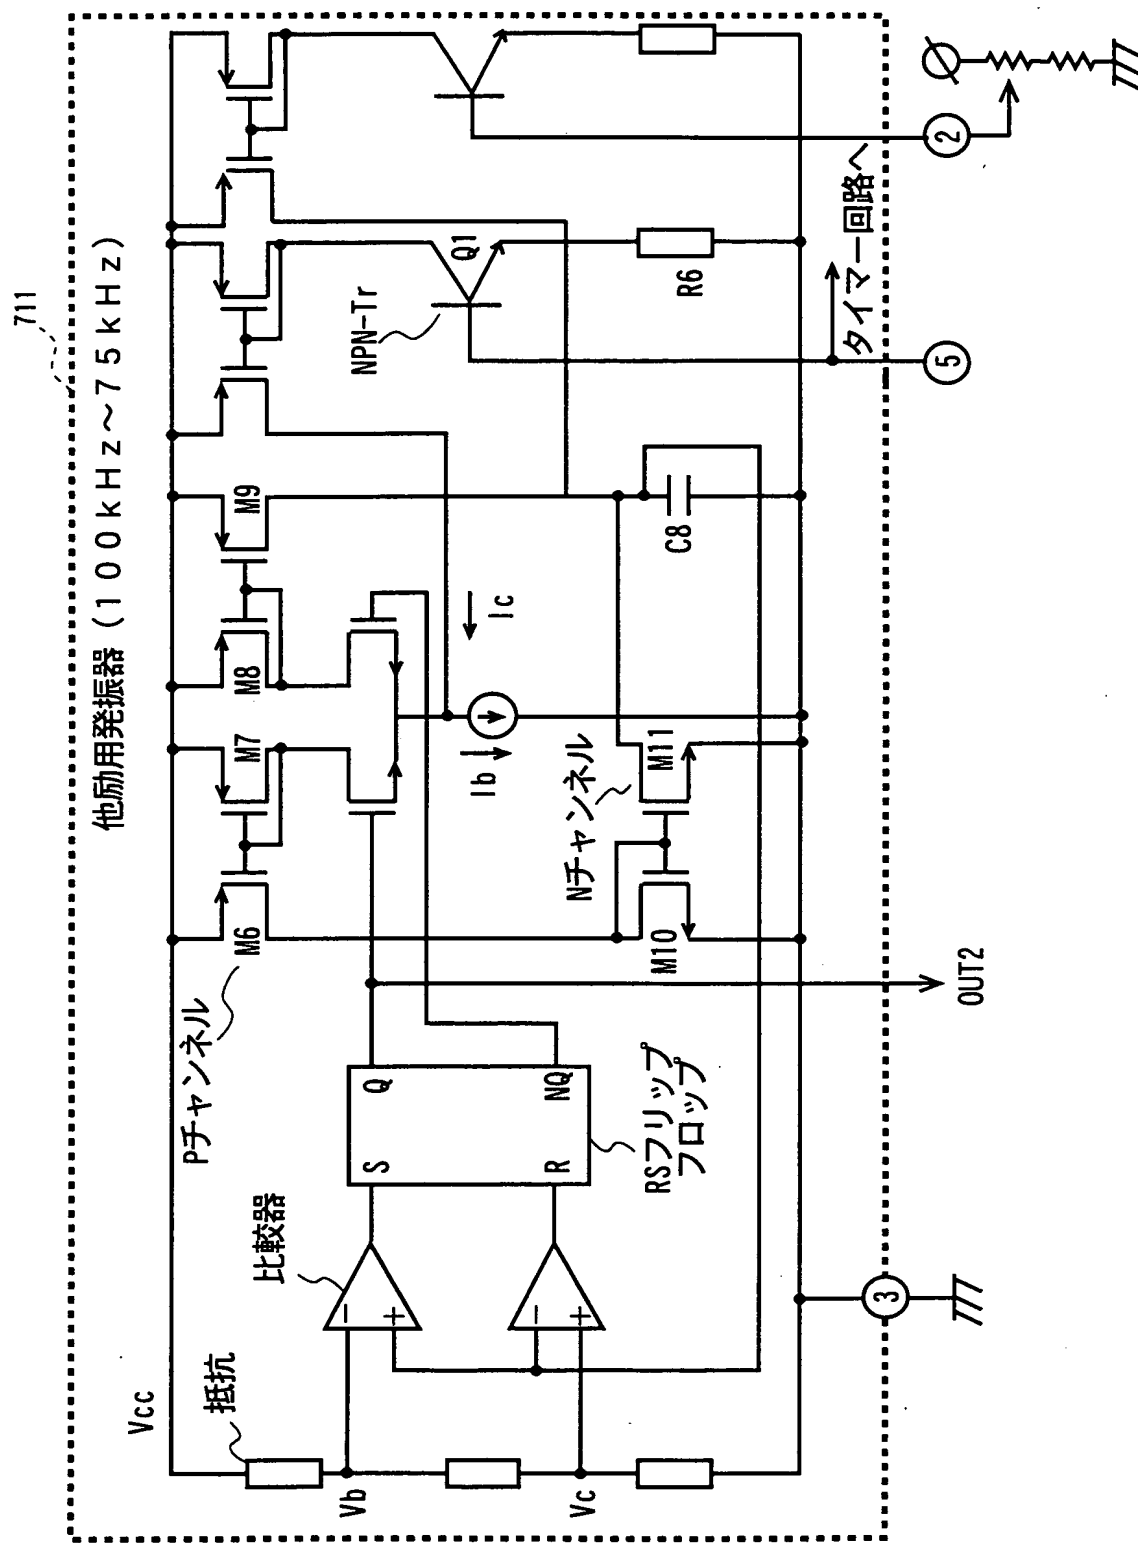 711
他励用発振器(100kHz～75kHz)
Vcc
抵抗
Pチャンネル
M6
M7
M8
M9
NPN-Tr
Q1
比較器
Vb
－
＋
S
Q
Ib
Ic
Vc
－
＋
R
NQ
RSフリップ
フロップ
Nチャンネル
M10
M11
C8
R6
タイマー回路へ
3
OUT2
5
2